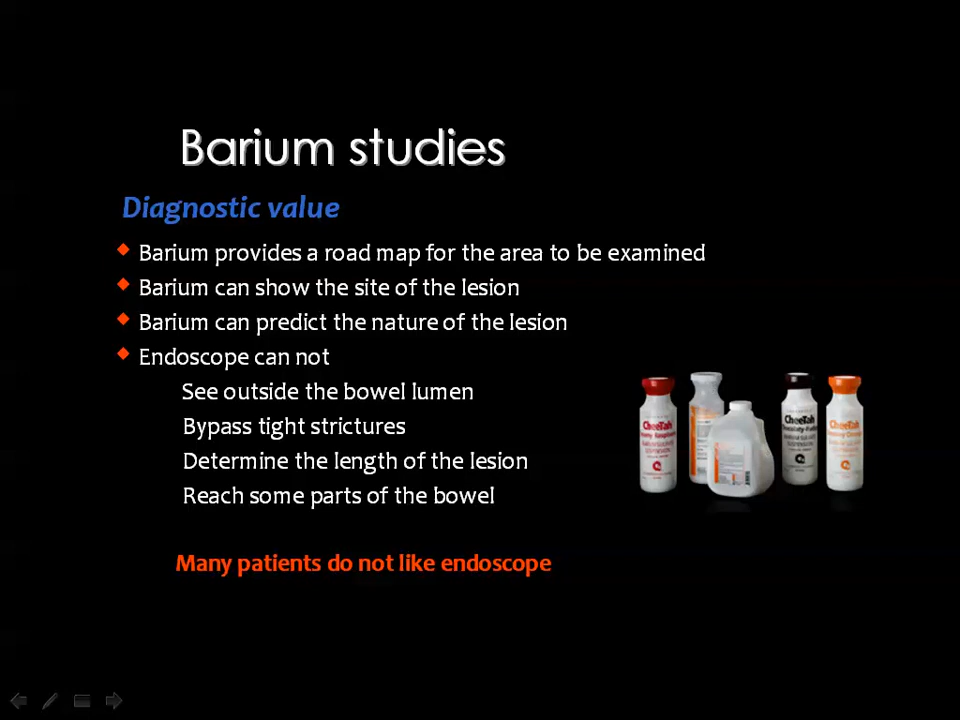 Barium studies
Diagnostic value
Barium provides a road map for the area to be examined
Barium can show the site of the lesion
Barium can predict the nature of the lesion
Endoscope can not
See outside the bowel lumen
Bypass tight strictures
Determine the length of the lesion
Reach some parts of the bowel
Many patients do not like endoscope
CheeTah
CheeTah
CheeTah